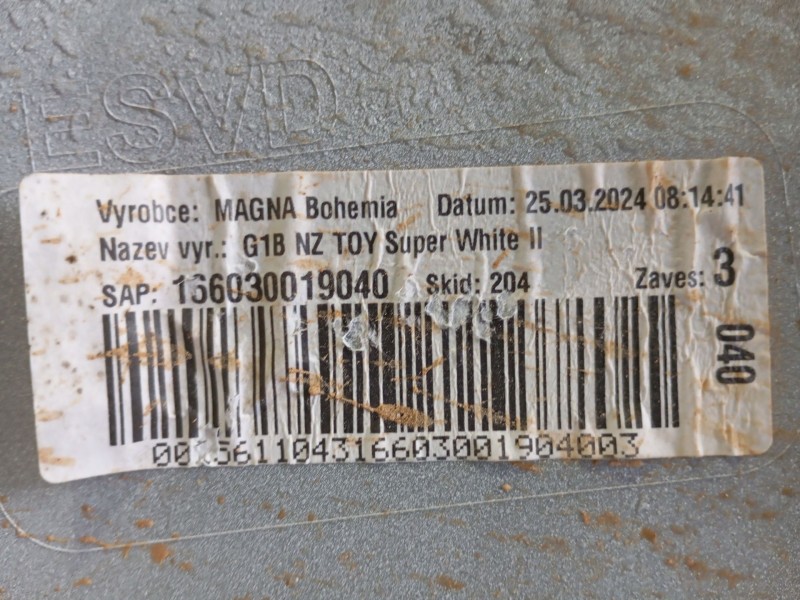 ESVD
Vyrobce: MAGNA Bohemia Datum: 25.03.2024 08:14:41
Nazev vyr.: G1B NZ TOY Super White II
SAP: 166030019040 Skid: 204 Zaves: 3
040